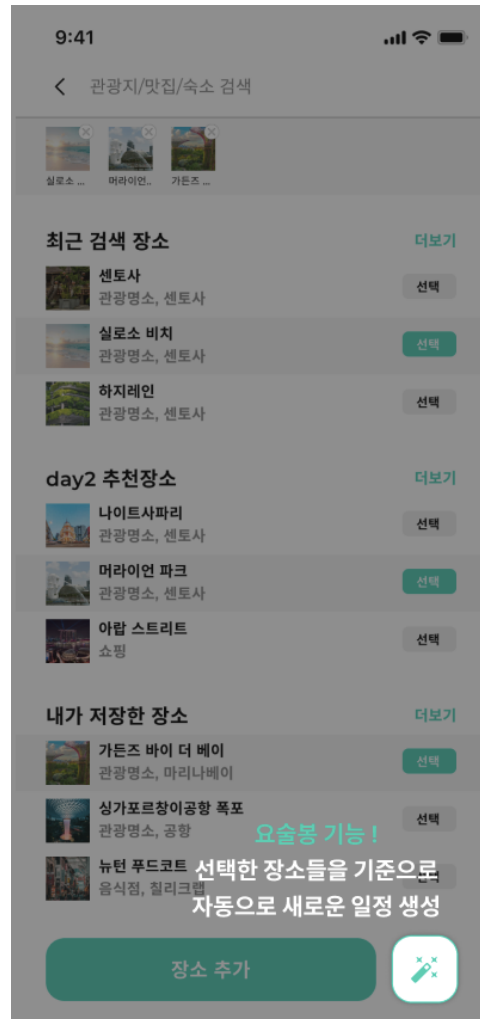 9:41
관광지/맛집/숙소 검색
실로소 ...
머라이언..
가든즈 ...
최근 검색 장소
더보기
센토사
관광명소, 센토사
선택
실로소 비치
관광명소, 센토사
선택
하지레인
관광명소, 센토사
선택
day2 추천장소
더보기
나이트사파리
관광명소, 센토사
선택
머라이언 파크
관광명소, 센토사
선택
아랍 스트리트
쇼핑
선택
내가 저장한 장소
더보기
가든즈 바이 더 베이
관광명소, 마리나베이
선택
싱가포르창이공항 폭포
관광명소, 공항
선택
요술봉 기능 !
뉴턴 푸드코트
음식점, 칠리크랩
선택한 장소들을 기준으로
자동으로 새로운 일정 생성
장소 추가